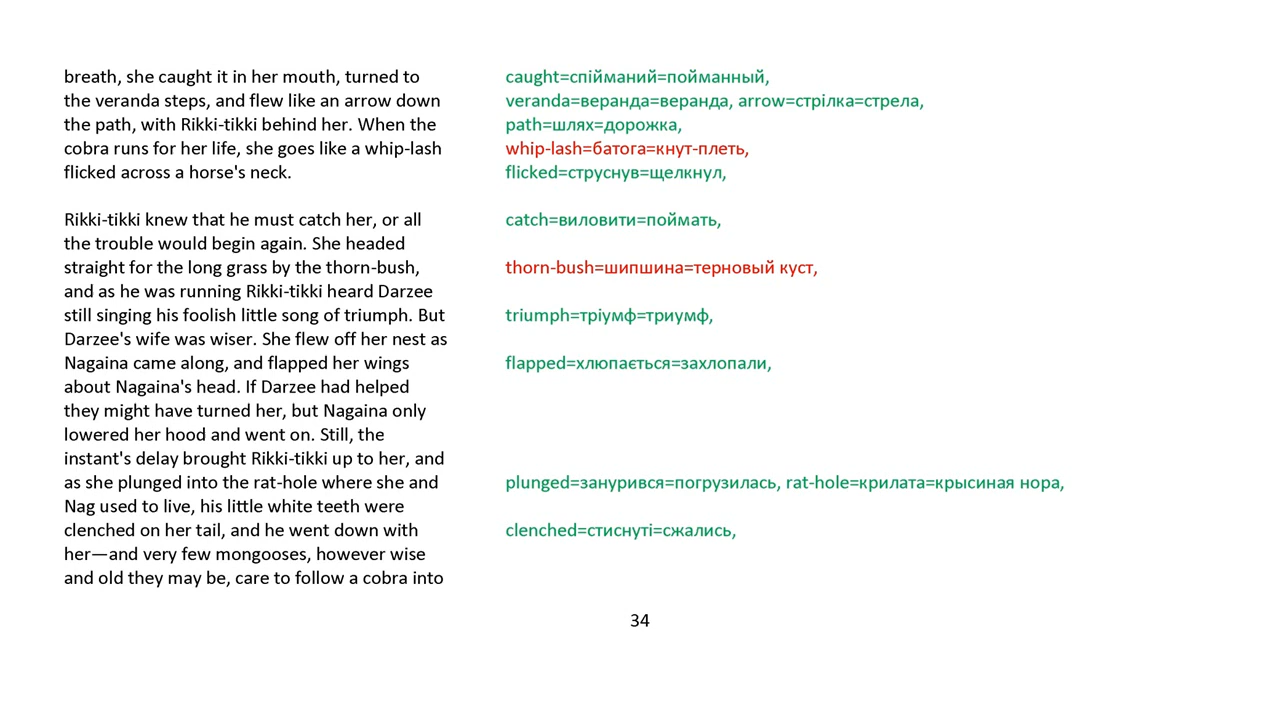 breath, she caught it in her mouth, turned to
the veranda steps, and flew like an arrow down
the path, with Rikki-tikki behind her. When the
cobra runs for her life, she goes like a whip-lash
flicked across a horse's neck.
Rikki-tikki knew that he must catch her, or all
the trouble would begin again. She headed
straight for the long grass by the thorn-bush,
and as he was running Rikki-tikki heard Darzee
still singing his foolish little song of triumph. But
Darzee's wife was wiser. She flew off her nest as
Nagaina came along, and flapped her wings
about Nagaina's head. If Darzee had helped
they might have turned her, but Nagaina only
lowered her hood and went on. Still, the
instant's delay brought Rikki-tikki up to her, and
as she plunged into the rat-hole where she and
Nag used to live, his little white teeth were
clenched on her tail, and he went down with
her—and very few mongooses, however wise
and old they may be, care to follow a cobra into
caught=спійманий=пойманный,
veranda=веранда=веранда, arrow=стрілка=стрела,
path=шлях=дорожка,
whip-lash=батога=кнут-плеть,
flicked=струснув=щелкнул,
catch=виловити=поймать,
thorn-bush=шипшина=терновый куст,
triumph=тріумф=триумф,
flapped=хлюпається=захлопали,
plunged=занурився=погрузилась, rat-hole=крилата=крысиная нора,
clenched=стиснуті=сжались,
34